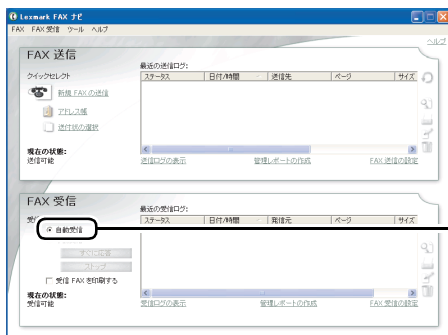 Lexmark FAX ナビ
FAX FAX 受信 ツール ヘルプ
ヘルプ
FAX 送信
最近の送信ログ:
クイックセレクト
ステータス 日付/時間 送信先 ページ サイズ
新規 FAX の送信
アドレス帳
送付状の選択
現在の状態:
送信可能
送信ログの表示 管理レポートの作成 FAX 送信の設定
FAX 受信
最近の受信ログ:
ステータス 日付/時間 発信元 ページ サイズ
自動受信
ストップ
受信 FAX を印刷する
現在の状態:
受信可能
受信ログの表示 管理レポートの作成 FAX 受信の設定